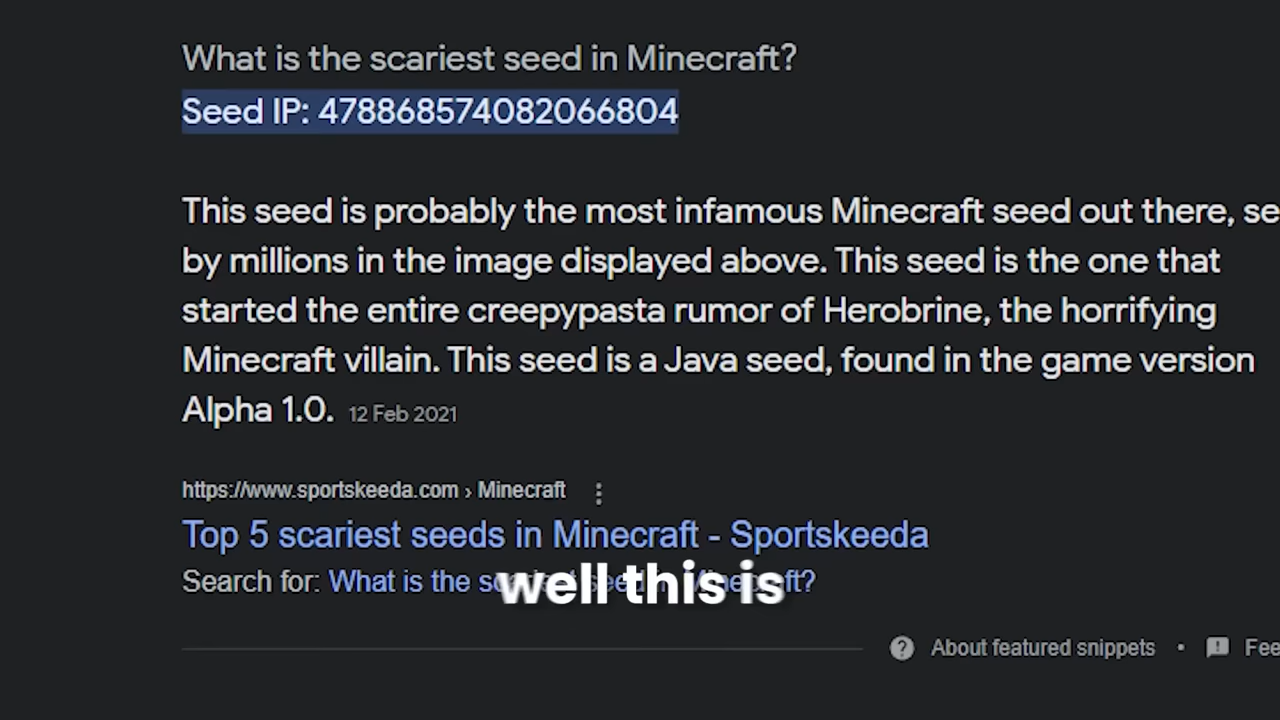 What is the scariest seed in Minecraft?
Seed IP: 478868574082066804
This seed is probably the most infamous Minecraft seed out there, se
by millions in the image displayed above. This seed is the one that
started the entire creepypasta rumor of Herobrine, the horrifying
Minecraft villain. This seed is a Java seed, found in the game version
Alpha 1.0. 12 Feb 2021
https://www.sportskeeda.com › Minecraft
Top 5 scariest seeds in Minecraft - Sportskeeda
Search for: What is the scariest seed in Minecraft?
well this is
About featured snippets • Fee